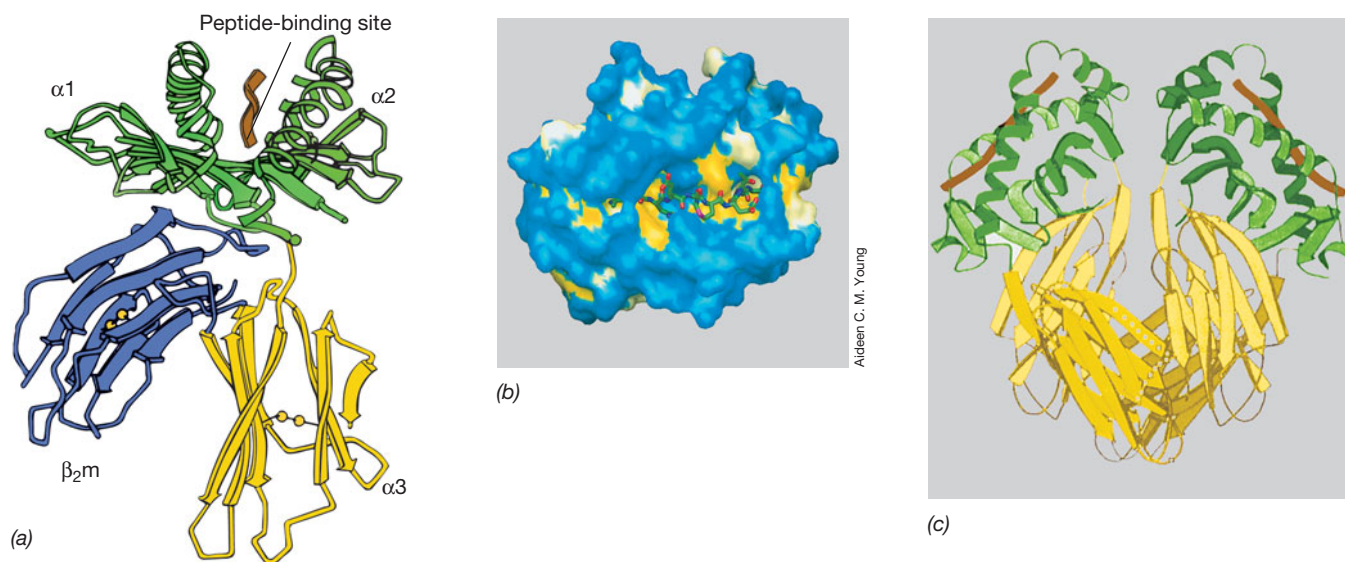 Peptide-binding site
α1
α2
β₂m
α3
(a)
Aideen C. M. Young
(b)
(c)